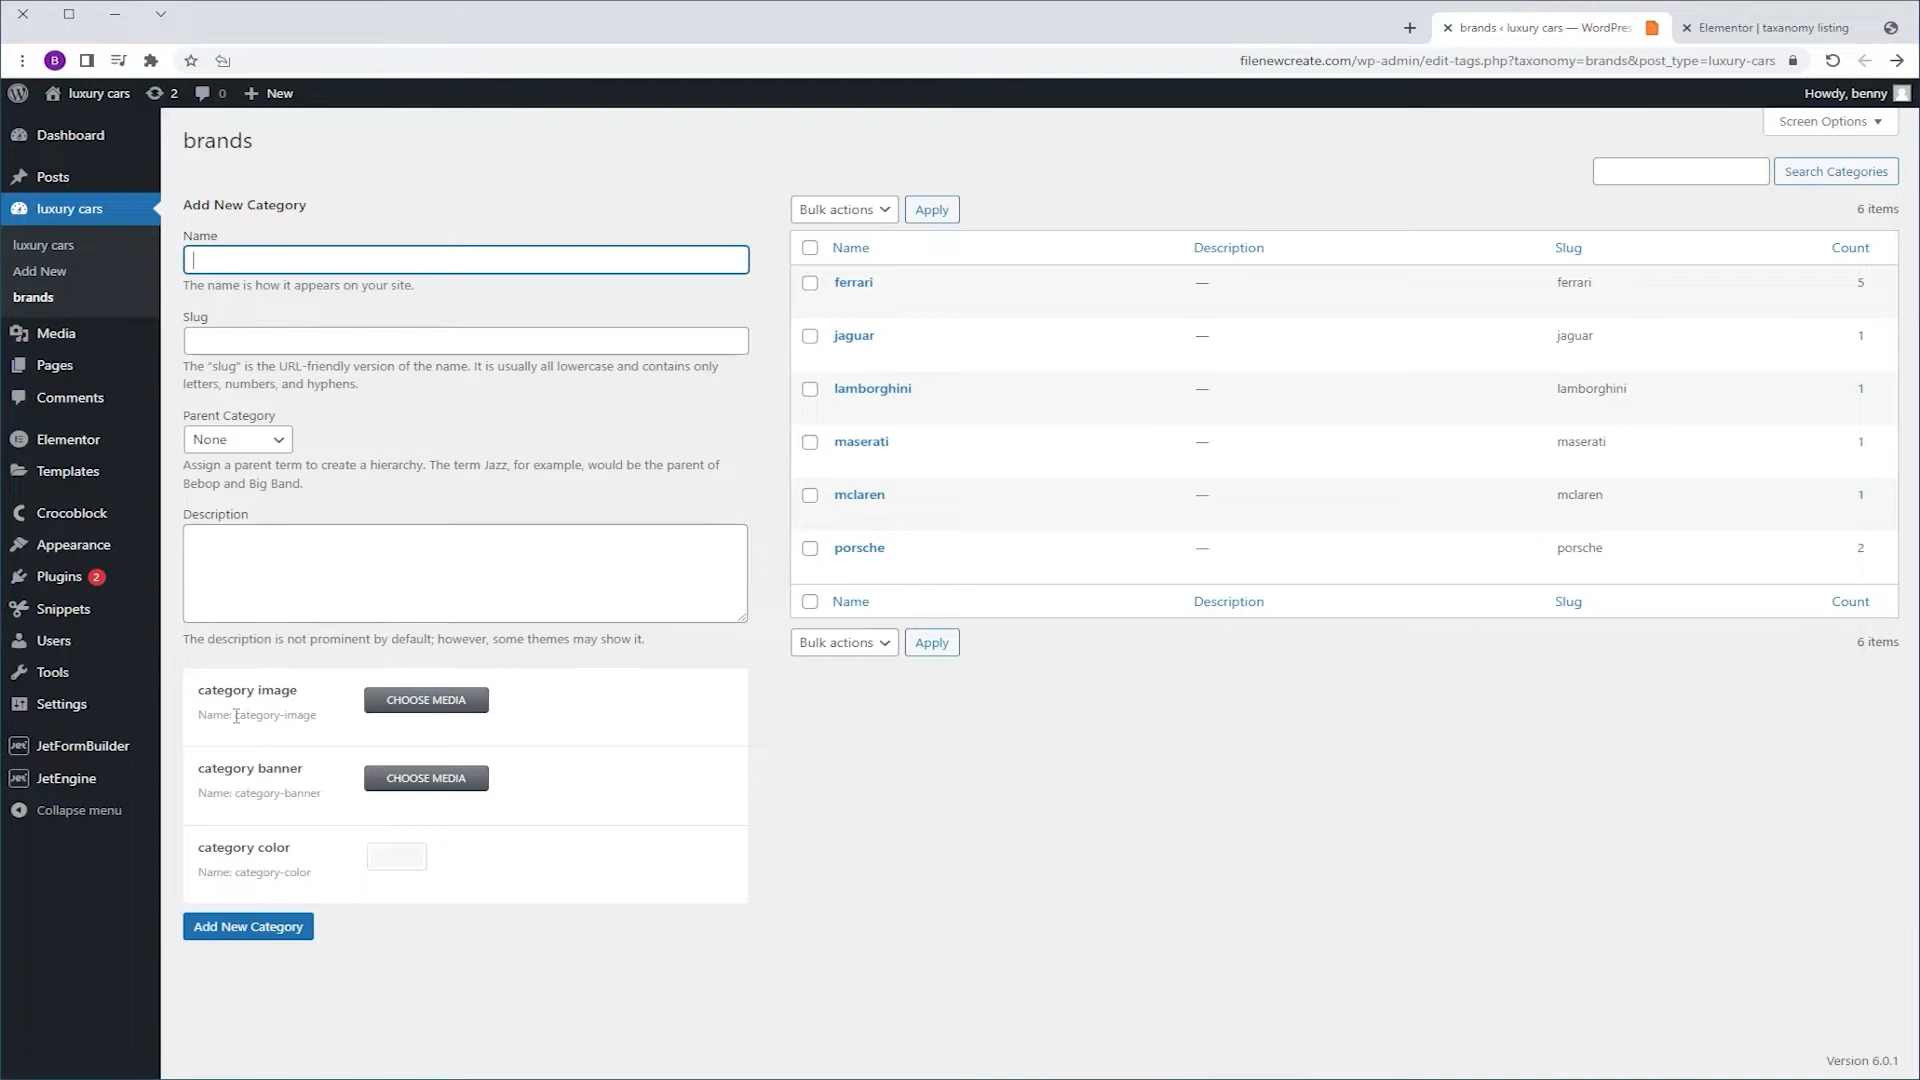 brands ‹ luxury cars — WordPres
Elementor | taxanomy listing
B
filenewcreate.com/wp-admin/edit-tags.php?taxonomy=brands&post_type=luxury-cars
luxury cars
2
0
New
Howdy, benny
Dashboard
Posts
luxury cars
luxury cars
Add New
brands
Media
Pages
Comments
Elementor
Templates
Crocoblock
Appearance
Plugins 2
Snippets
Users
Tools
Settings
JetFormBuilder
JetEngine
Collapse menu
brands
Screen Options
Search Categories
Add New Category
Name
The name is how it appears on your site.
Slug
The “slug” is the URL-friendly version of the name. It is usually all lowercase and contains only
letters, numbers, and hyphens.
Parent Category
None
Assign a parent term to create a hierarchy. The term Jazz, for example, would be the parent of
Bebop and Big Band.
Description
The description is not prominent by default; however, some themes may show it.
category image
CHOOSE MEDIA
Name: category-image
category banner
CHOOSE MEDIA
Name: category-banner
category color
Name: category-color
Add New Category
Bulk actions Apply 6 items
Name Description Slug Count
ferrari — ferrari 5
jaguar — jaguar 1
lamborghini — lamborghini 1
maserati — maserati 1
mclaren — mclaren 1
porsche — porsche 2
Name Description Slug Count
Bulk actions Apply 6 items
Version 6.0.1